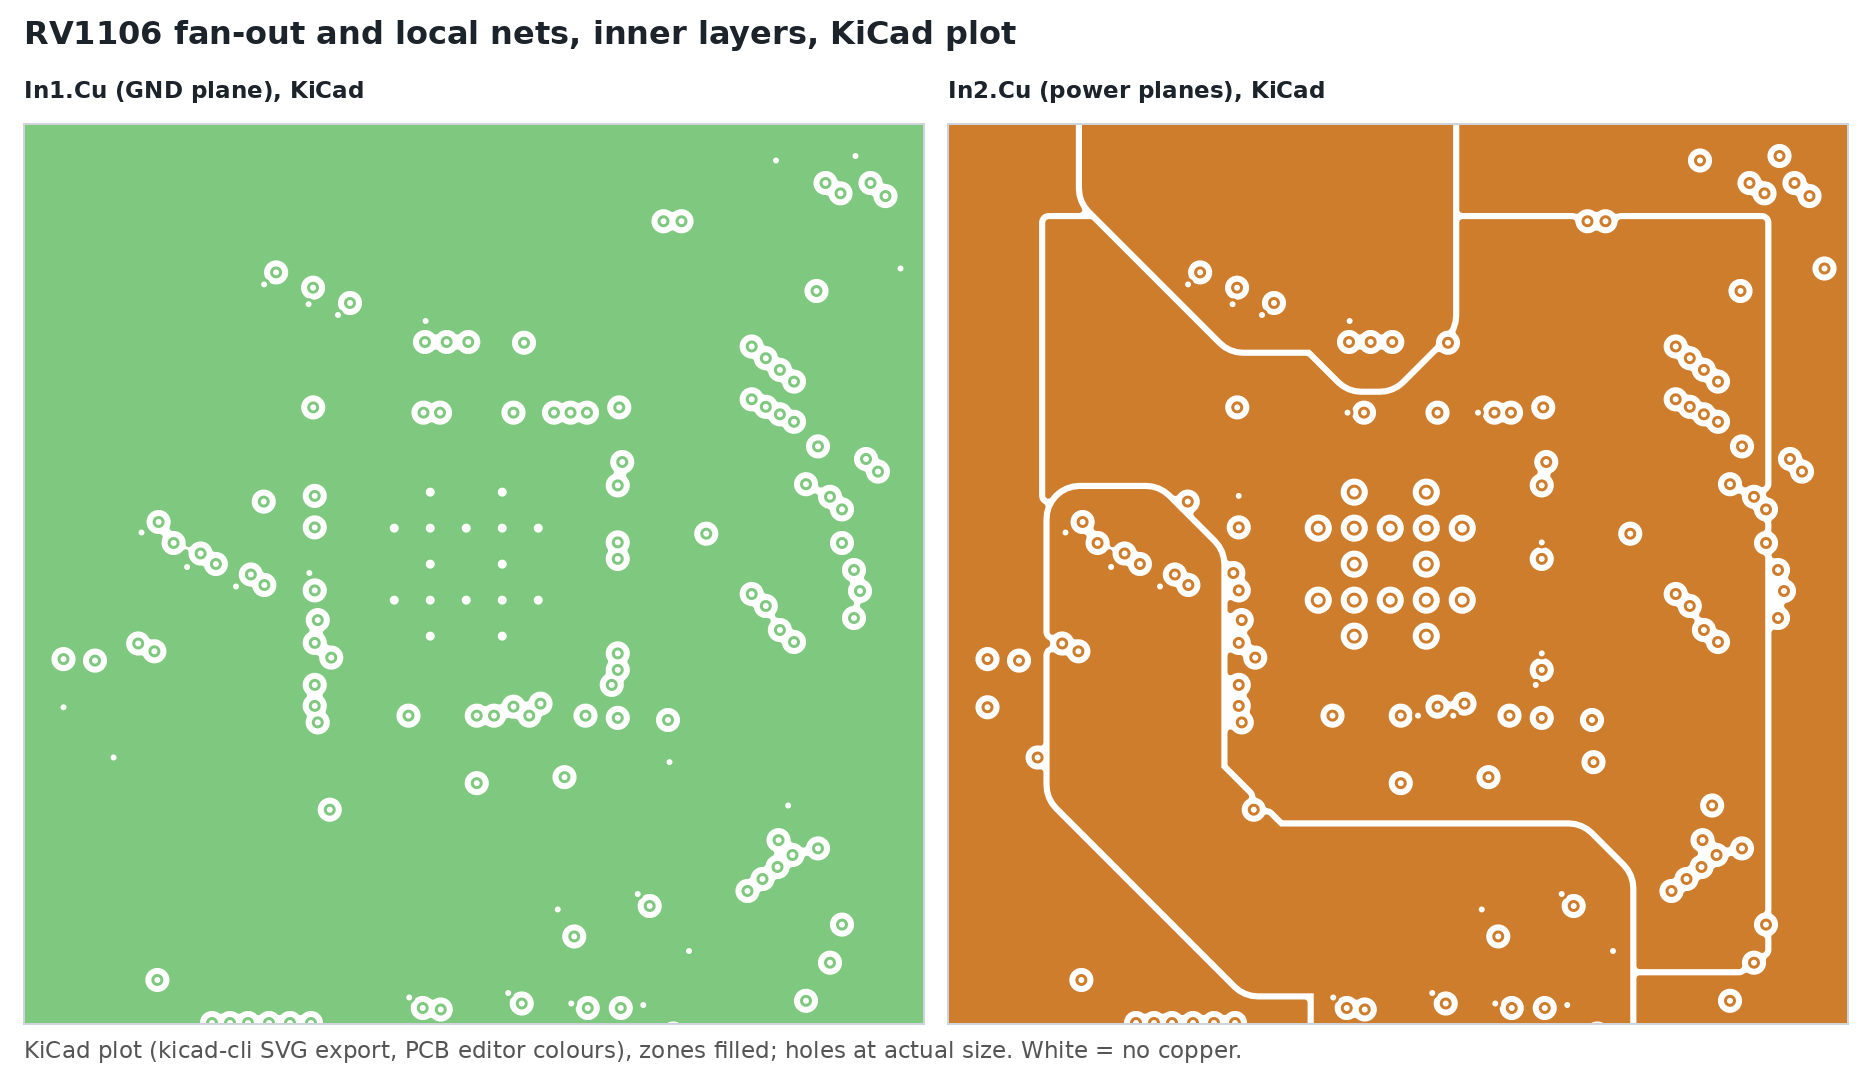 RV1106 fan-out and local nets, inner layers, KiCad plot
In1.Cu (GND plane), KiCad
In2.Cu (power planes), KiCad
KiCad plot (kicad-cli SVG export, PCB editor colours), zones filled; holes at actual size. White = no copper.